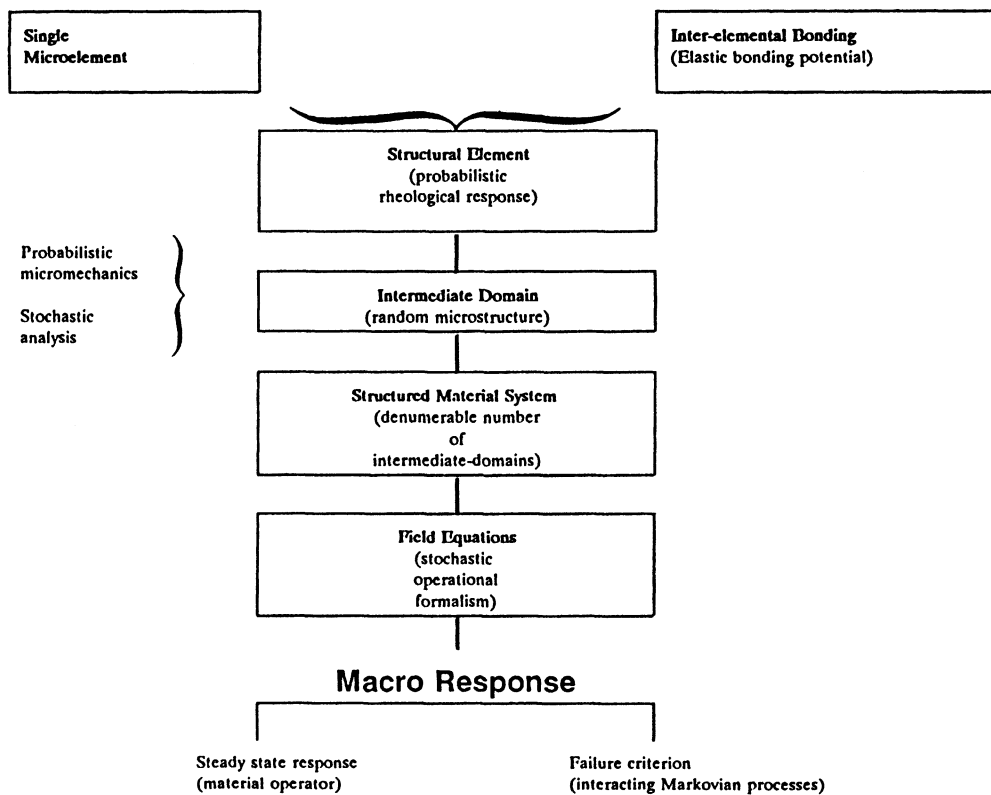 Single
Microelement
Inter-elemental Bonding
(Elastic bonding potential)
Structural Element
(probabilistic
rheological response)
Probabilistic
micromechanics
Stochastic
analysis
Intermediate Domain
(random microstructure)
Structured Material System
(denumerable number
of
intermediate-domains)
Field Equations
(stochastic
operational
formalism)
Macro Response
Steady state response
(material operator)
Failure criterion
(interacting Markovian processes)